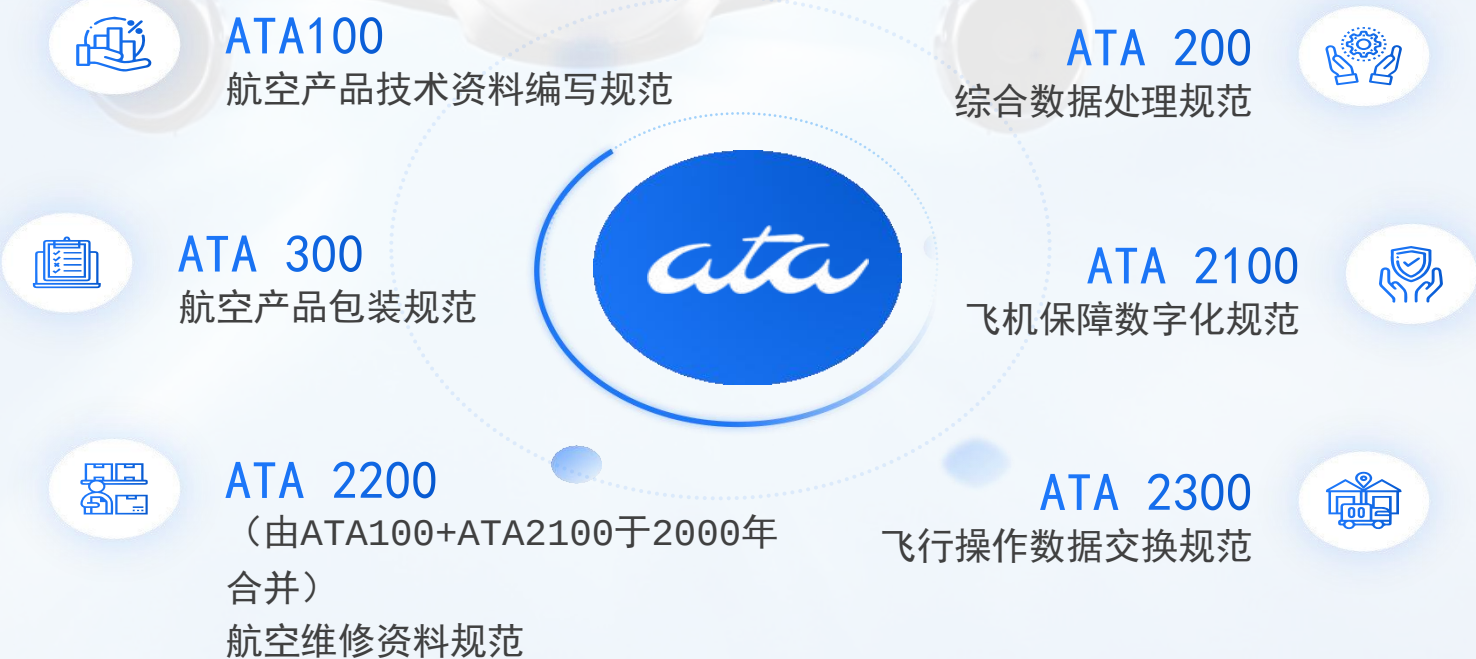 ATA100
航空产品技术资料编写规范
ATA 200
综合数据处理规范
ata
ATA 300
航空产品包装规范
ATA 2100
飞机保障数字化规范
ATA 2200
（由ATA100+ATA2100于2000年
合并）
航空维修资料规范
ATA 2300
飞行操作数据交换规范